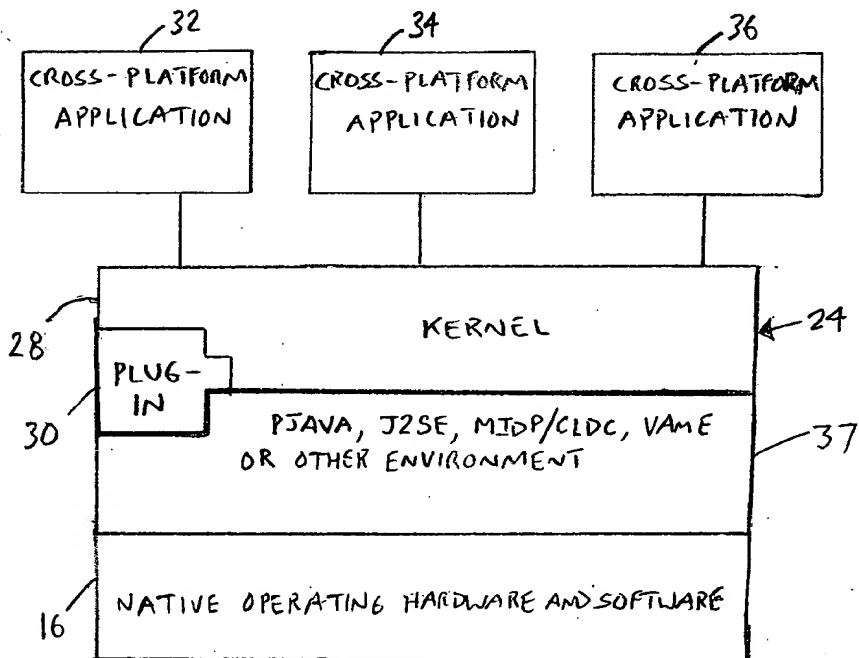 32
34
36
CROSS-PLATFORM
APPLICATION
CROSS-PLATFORM
APPLICATION
CROSS-PLATFORM
APPLICATION
28
KERNEL
24
PLUG-
IN
30
PJAVA, J2SE, MIDP/CLDC, VAME
OR OTHER ENVIRONMENT
37
NATIVE OPERATING HARDWARE AND SOFTWARE
16